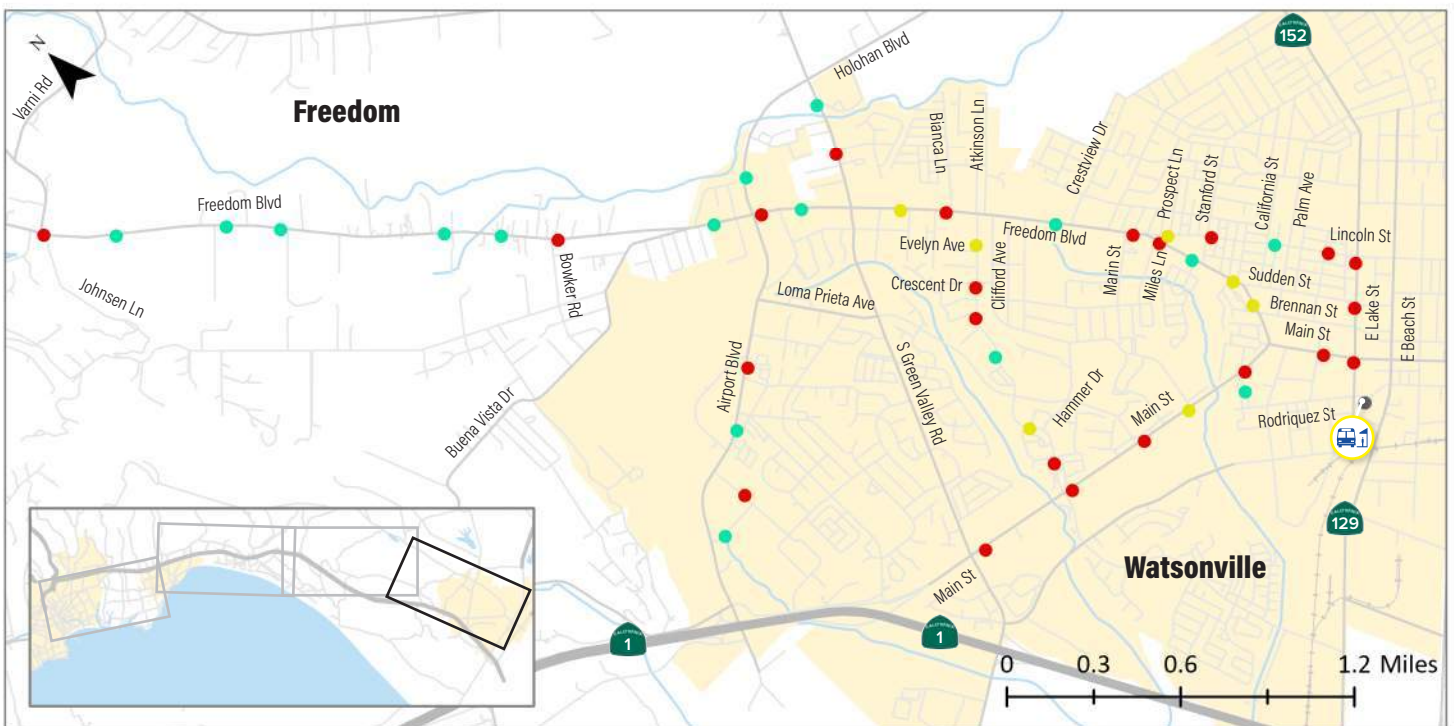 N
Varni Rd
Freedom
Holohan Blvd
152
Bianca Ln
Atkinson Ln
Crestview Dr
Prospect Ln
Stanford St
California St
Palm Ave
Freedom Blvd
Lincoln St
Evelyn Ave
Freedom Blvd
Marin St
Miles Ln
Sudden St
Crescent Dr
Clifford Ave
Johnsen Ln
Bowker Rd
Loma Prieta Ave
Brennan St
Main St
E Lake St
E Beach St
Airport Blvd
S Green Valley Rd
Hammer Dr
Main St
Rodriquez St
Buena Vista Dr
129
Watsonville
Main St
1
1
0 0.3 0.6 1.2 Miles